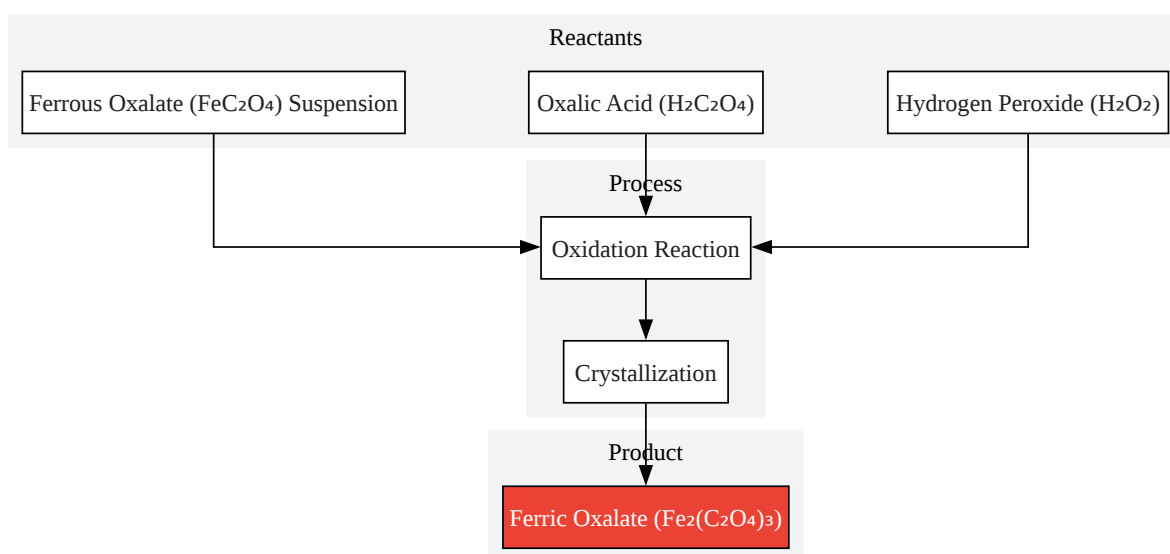 Reactants
Ferrous Oxalate (FeC₂O₄) Suspension
Oxalic Acid (H₂C₂O₄)
Hydrogen Peroxide (H₂O₂)
Process
Oxidation Reaction
Crystallization
Product
Ferric Oxalate (Fe₂(C₂O₄)₃)